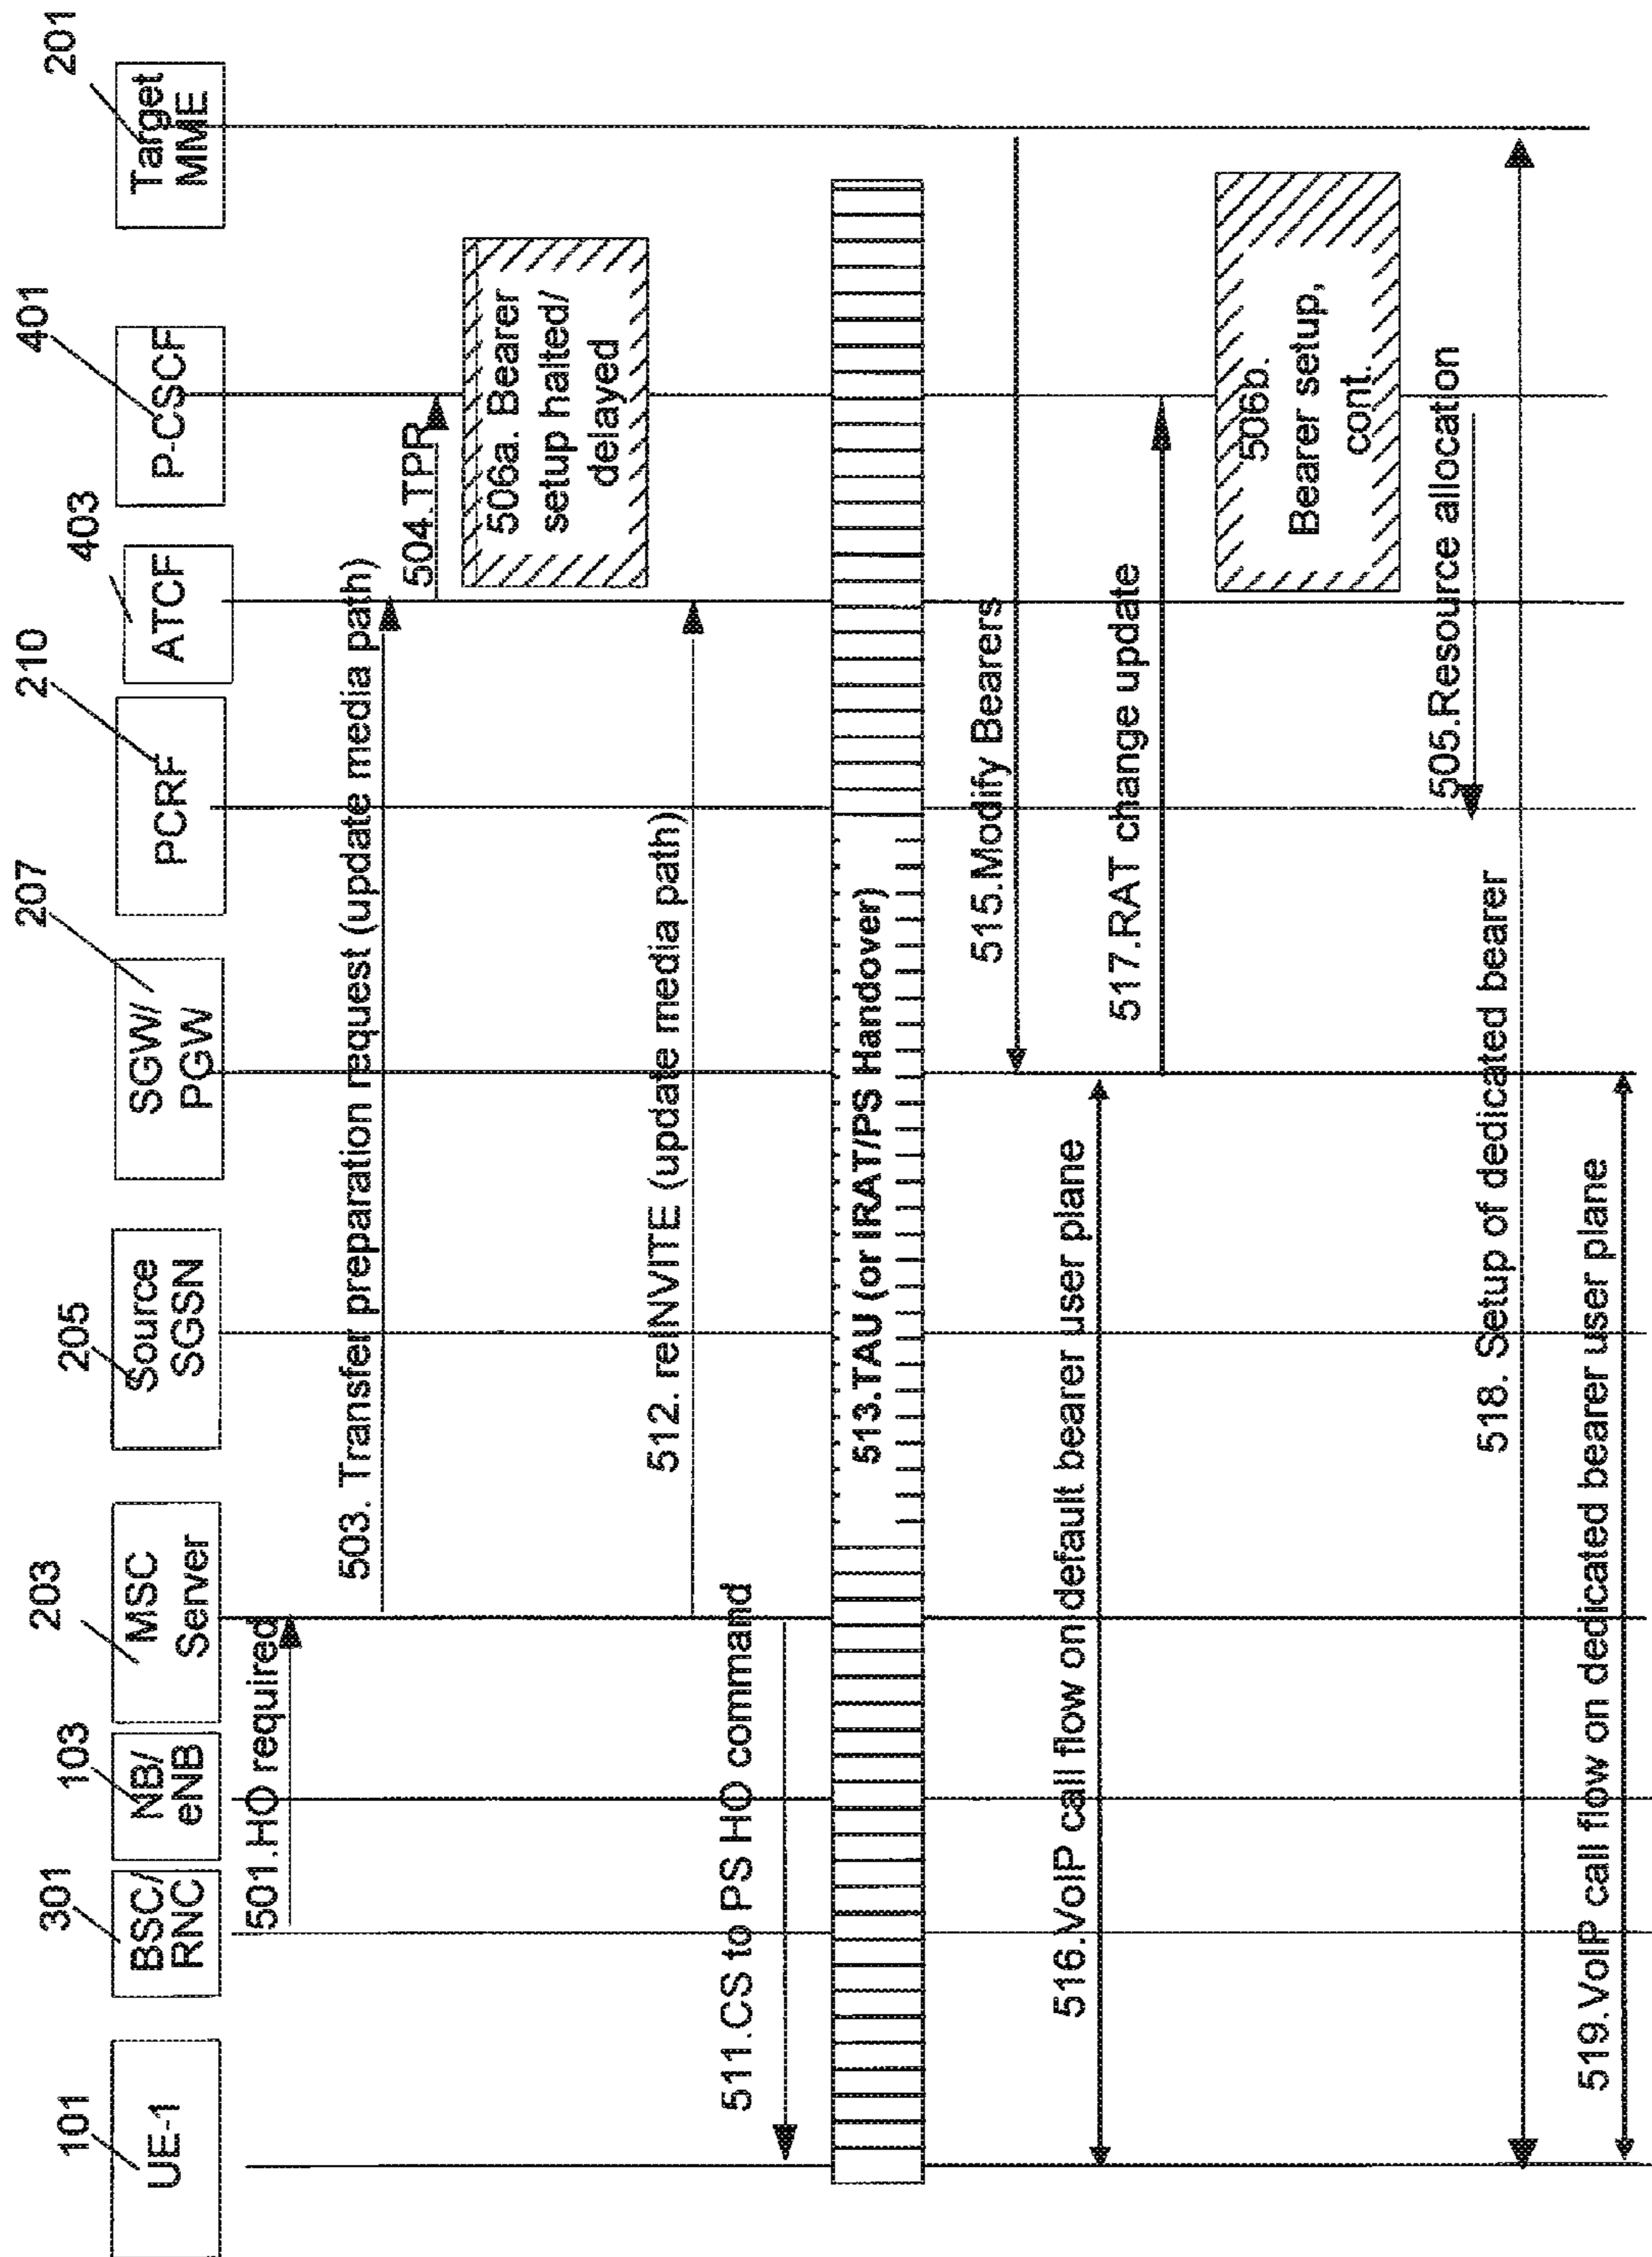 101
301
103
203
205
207
210
403
401
201
UE-1
BSC/
RNC
NB/
eNB
MSC
Server
Source
SGSN
SGW/
PGW
PCRF
ATCF
P-CSCF
Target
MME
501.HO required
503. Transfer preparation request (update media path)
504.TPR
506a. Bearer
setup halted/
delayed
512. reINVITE (update media path)
511.CS to PS HO command
513.TAU (or IRAT/PS Handover)
515.Modify Bearers
516.VoIP call flow on default bearer user plane
517.RAT change update
506b.
Bearer setup,
cont.
505.Resource allocation
518. Setup of dedicated bearer
519.VoIP call flow on dedicated bearer user plane